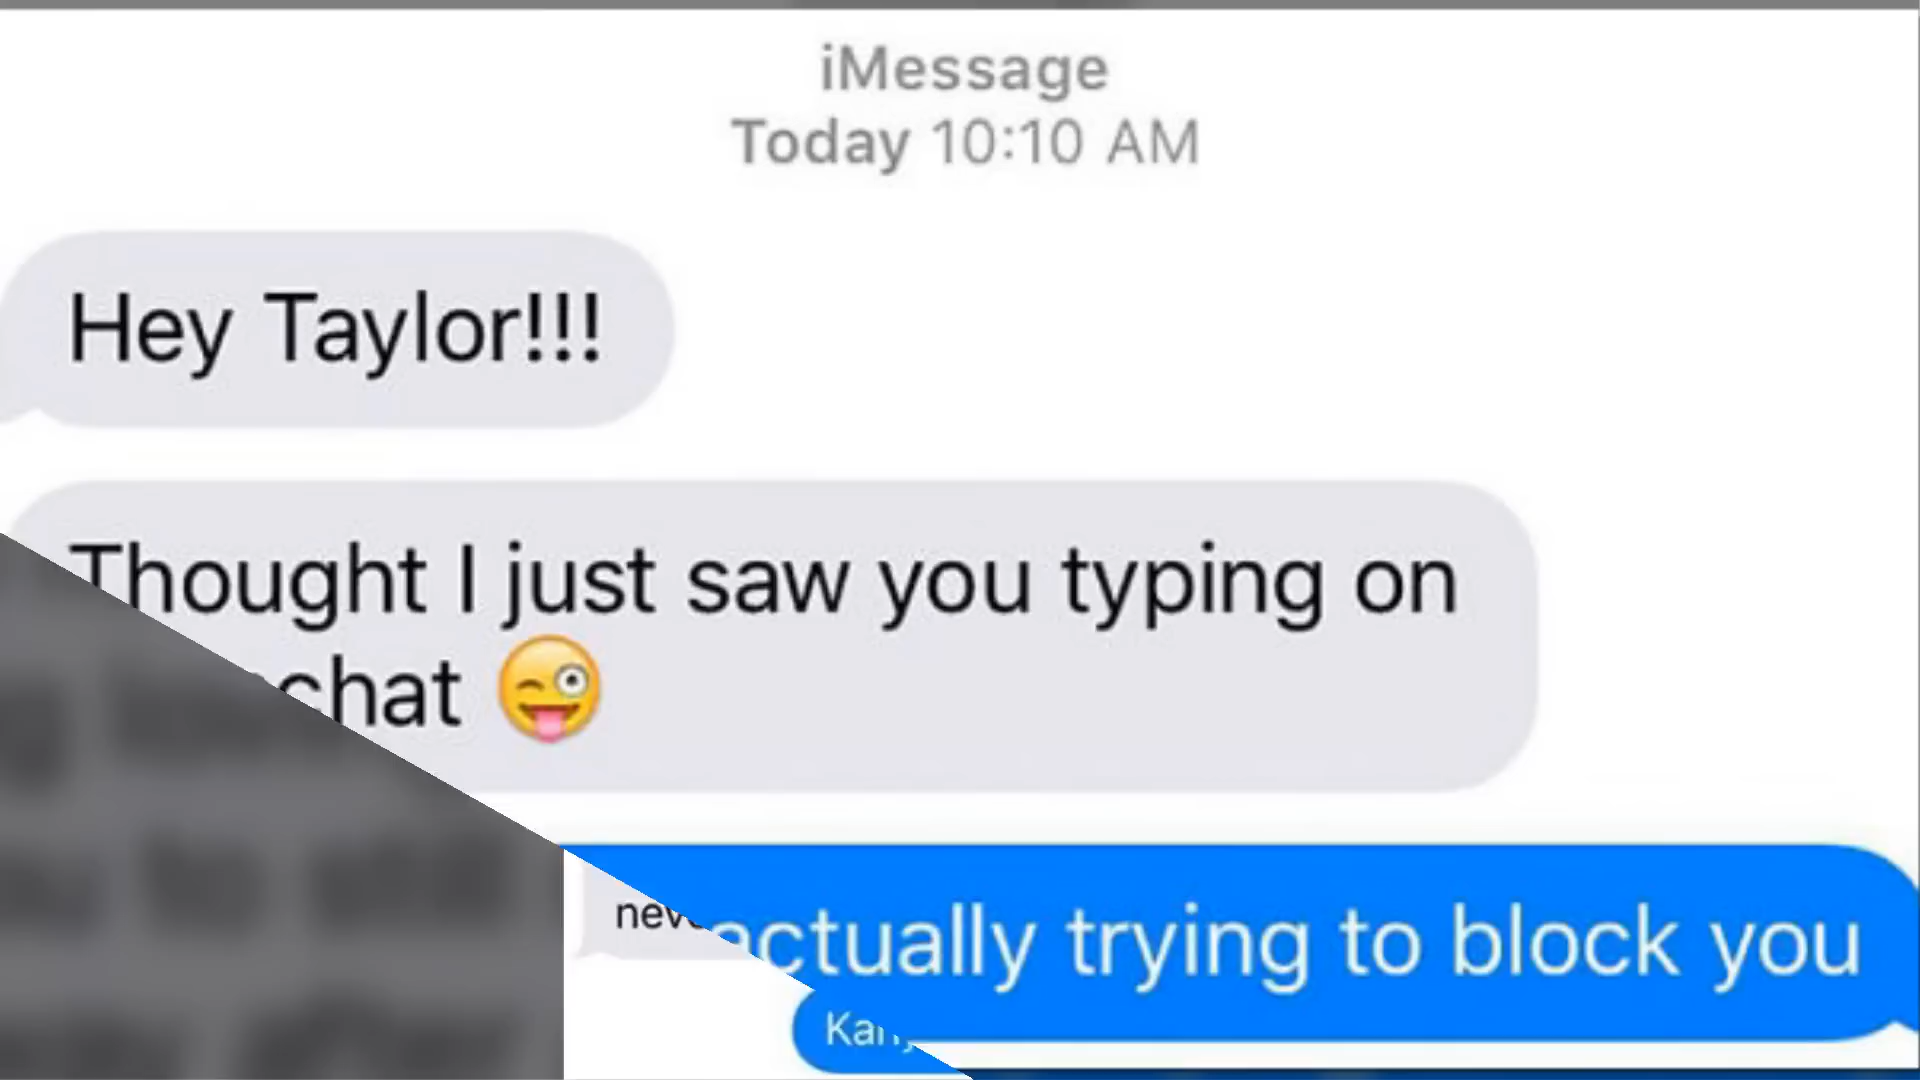 iMessage
Today 10:10 AM
Hey Taylor!!!
Thought I just saw you typing on
chat 😜
actually trying to block you